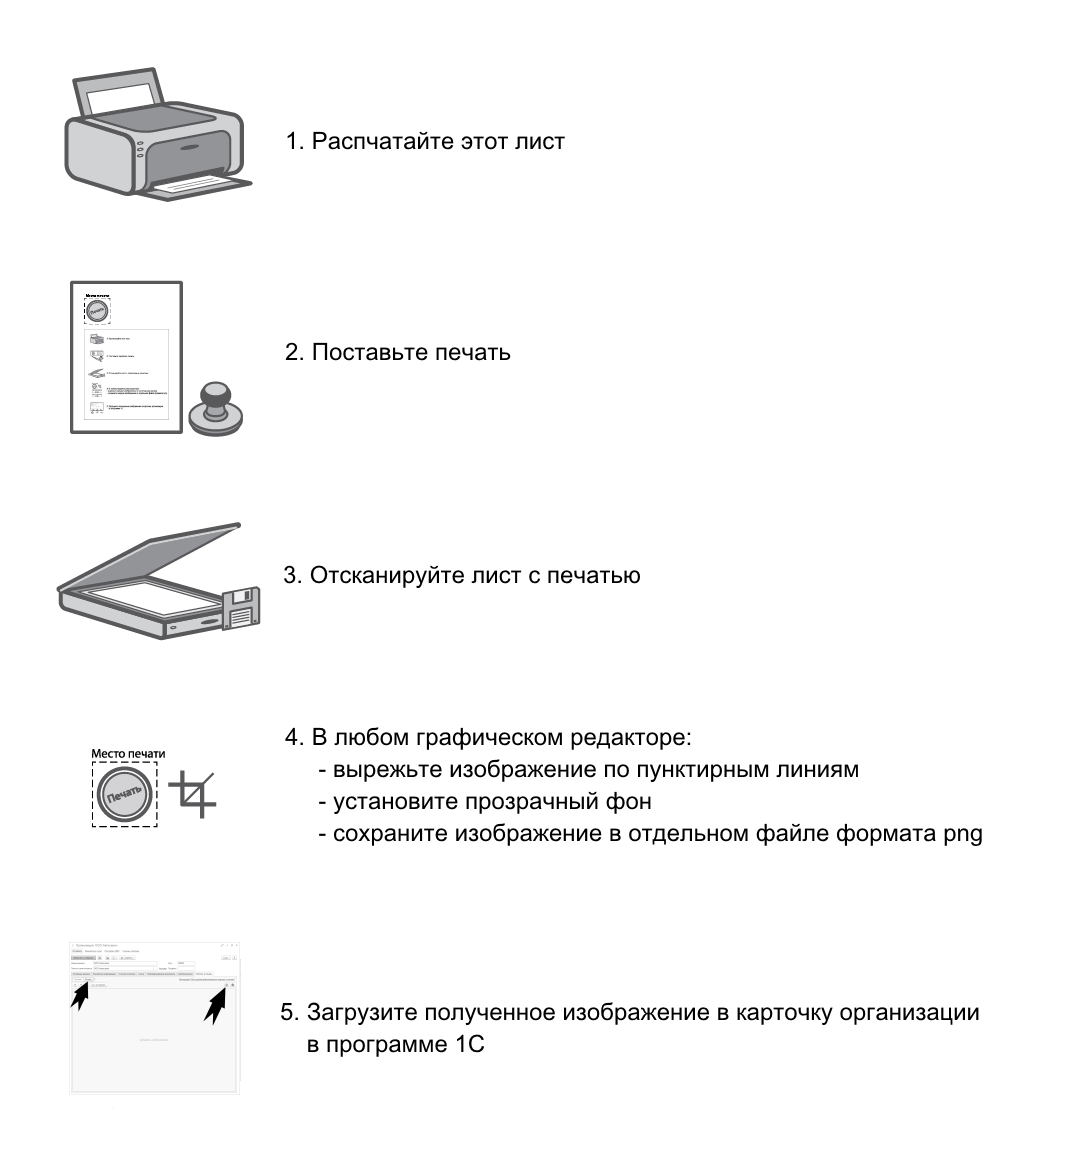 1. Распчатайте этот лист
2. Поставьте печать
3. Отсканируйте лист с печатью
4. В любом графическом редакторе:
- вырежьте изображение по пунктирным линиям
- установите прозрачный фон
- сохраните изображение в отдельном файле формата png
Место печати
Печать
5. Загрузите полученное изображение в карточку организации
в программе 1С